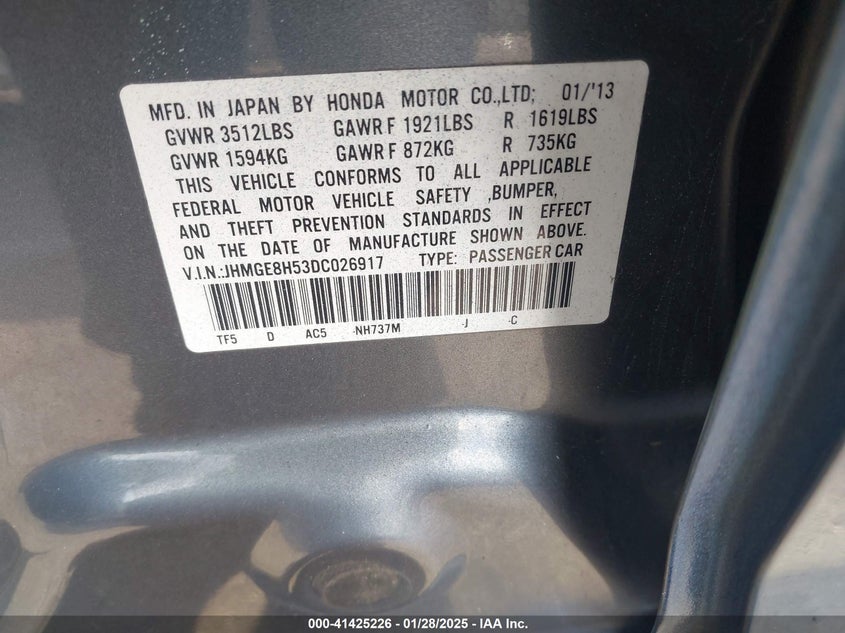 MFD. IN JAPAN BY HONDA MOTOR CO.,LTD; 01/'13
GVWR 3512LBS GAWR F 1921LBS R 1619LBS
GVWR 1594KG GAWR F 872KG R 735KG
THIS VEHICLE CONFORMS TO ALL APPLICABLE
FEDERAL MOTOR VEHICLE SAFETY ,BUMPER,
AND THEFT PREVENTION STANDARDS IN EFFECT
ON THE DATE OF MANUFACTURE SHOWN ABOVE.
V.I.N.:JHMGE8H53DC026917 TYPE: PASSENGER CAR
TF5 D AC5 -NH737M -J -C
000-41425226 - 01/28/2025 - IAA Inc.